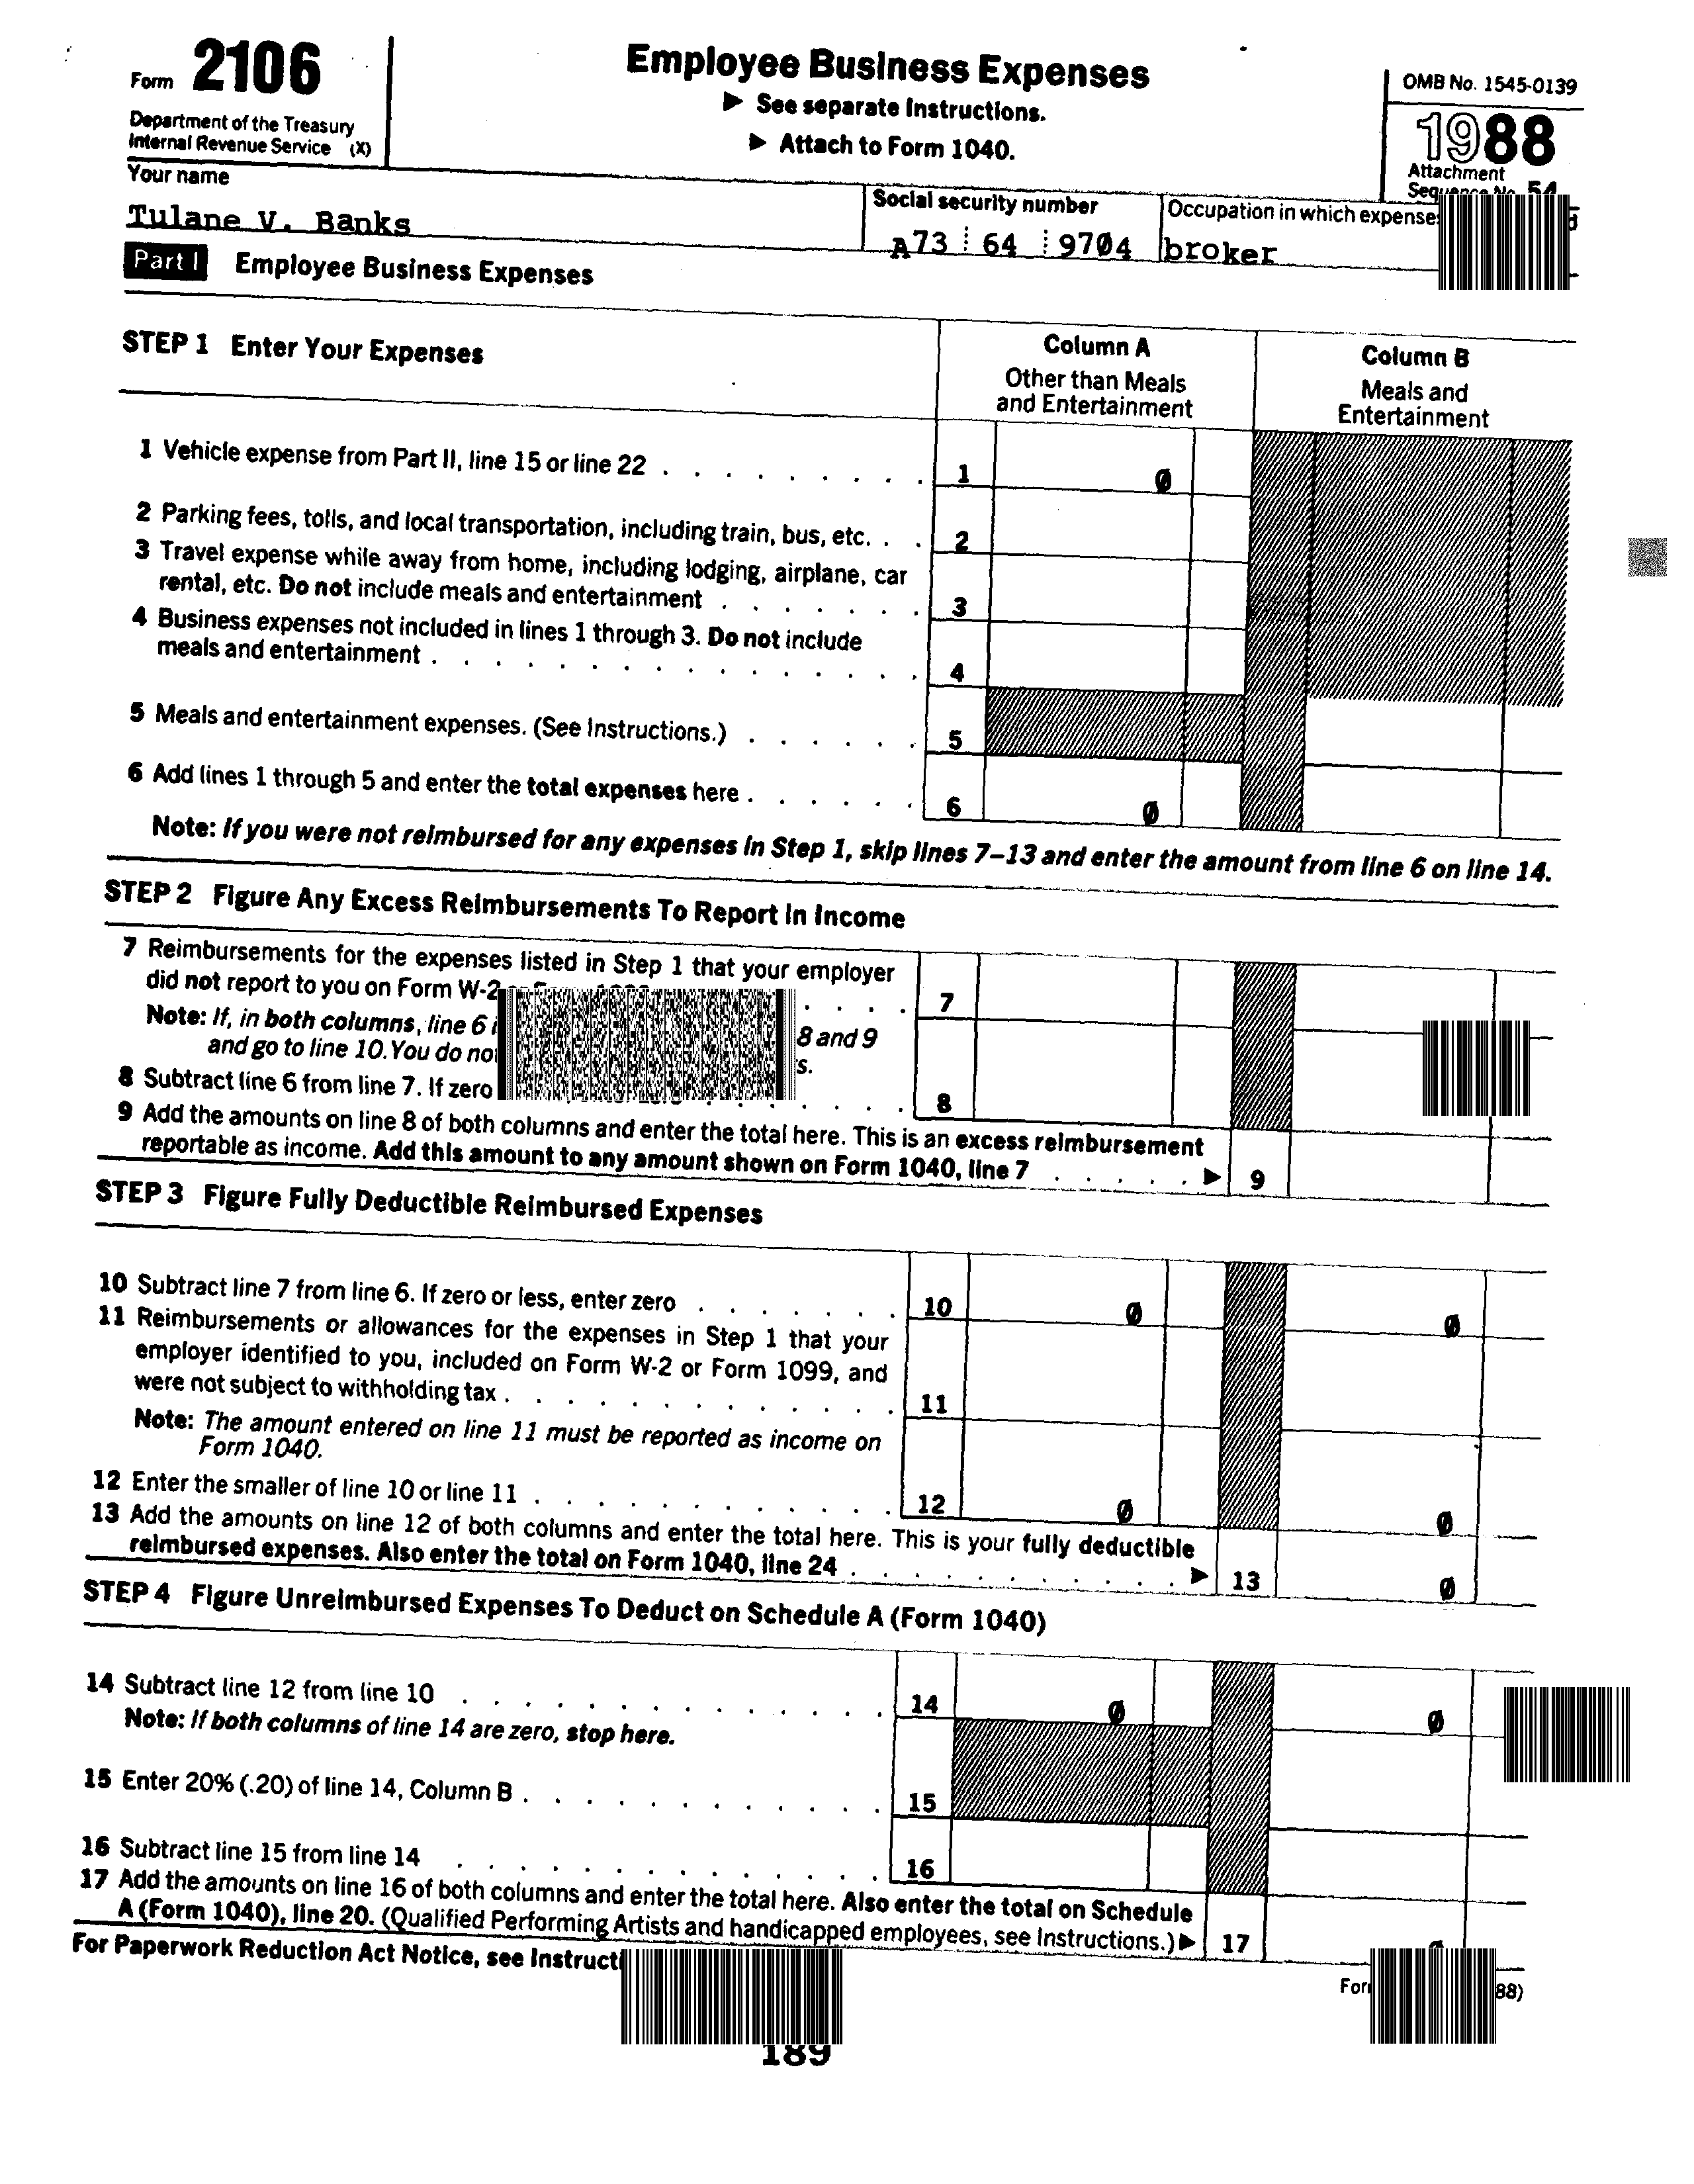 Form 2106
Department of the Treasury
Internal Revenue Service (X)
Employee Business Expenses
▶ See separate Instructions.
▶ Attach to Form 1040.
OMB No. 1545-0139
1988
Attachment
Sequence No. 54
Your name
Tulane V. Banks
Social security number
A73 64 9704
Occupation in which
broker
Part I Employee Business Expenses
STEP 1 Enter Your Expenses
Column A
Other than Meals
and Entertainment
Column B
Meals and
Entertainment
1 Vehicle expense from Part II, line 15 or line 22 . . . . . . . . . 1 Ø
2 Parking fees, tolls, and local transportation, including train, bus, etc. . . 2
3 Travel expense while away from home, including lodging, airplane, car
rental, etc. Do not include meals and entertainment . . . . . . . 3
4 Business expenses not included in lines 1 through 3. Do not include
meals and entertainment . . . . . . . . . . . . . . . . 4
5 Meals and entertainment expenses. (See Instructions.) . . . . . . 5
6 Add lines 1 through 5 and enter the total expenses here . . . . . . 6 Ø
Note: If you were not reimbursed for any expenses in Step 1, skip lines 7–13 and enter the amount from line 6 on line 14.
STEP 2 Figure Any Excess Reimbursements To Report In Income
7 Reimbursements for the expenses listed in Step 1 that your employer
did not report to you on Form W-2 . . . . 7
Note: If, in both columns, line 6 8 and 9
and go to line 10. You do
8 Subtract line 6 from line 7. If zero . . . . . . 8
9 Add the amounts on line 8 of both columns and enter the total here. This is an excess reimbursement
reportable as income. Add this amount to any amount shown on Form 1040, line 7 . . . . . ▶ 9
STEP 3 Figure Fully Deductible Reimbursed Expenses
10 Subtract line 7 from line 6. If zero or less, enter zero . . . . . . . 10 Ø Ø
11 Reimbursements or allowances for the expenses in Step 1 that your
employer identified to you, included on Form W-2 or Form 1099, and
were not subject to withholding tax . . . . . . . . . . . . . 11
Note: The amount entered on line 11 must be reported as income on
Form 1040.
12 Enter the smaller of line 10 or line 11 . . . . . . . . . . . . 12 Ø Ø
13 Add the amounts on line 12 of both columns and enter the total here. This is your fully deductible
reimbursed expenses. Also enter the total on Form 1040, line 24 . . . . . . . . . . . . ▶ 13 Ø
STEP 4 Figure Unreimbursed Expenses To Deduct on Schedule A (Form 1040)
14 Subtract line 12 from line 10 . . . . . . . . . . . . . . 14 Ø Ø
Note: If both columns of line 14 are zero, stop here.
15 Enter 20% (.20) of line 14, Column B . . . . . . . . . . . . 15
16 Subtract line 15 from line 14 . . . . . . . . . . . . . . 16
17 Add the amounts on line 16 of both columns and enter the total here. Also enter the total on Schedule
A (Form 1040), line 20. (Qualified Performing Artists and handicapped employees, see Instructions.) ▶ 17
For Paperwork Reduction Act Notice, see
88)
189